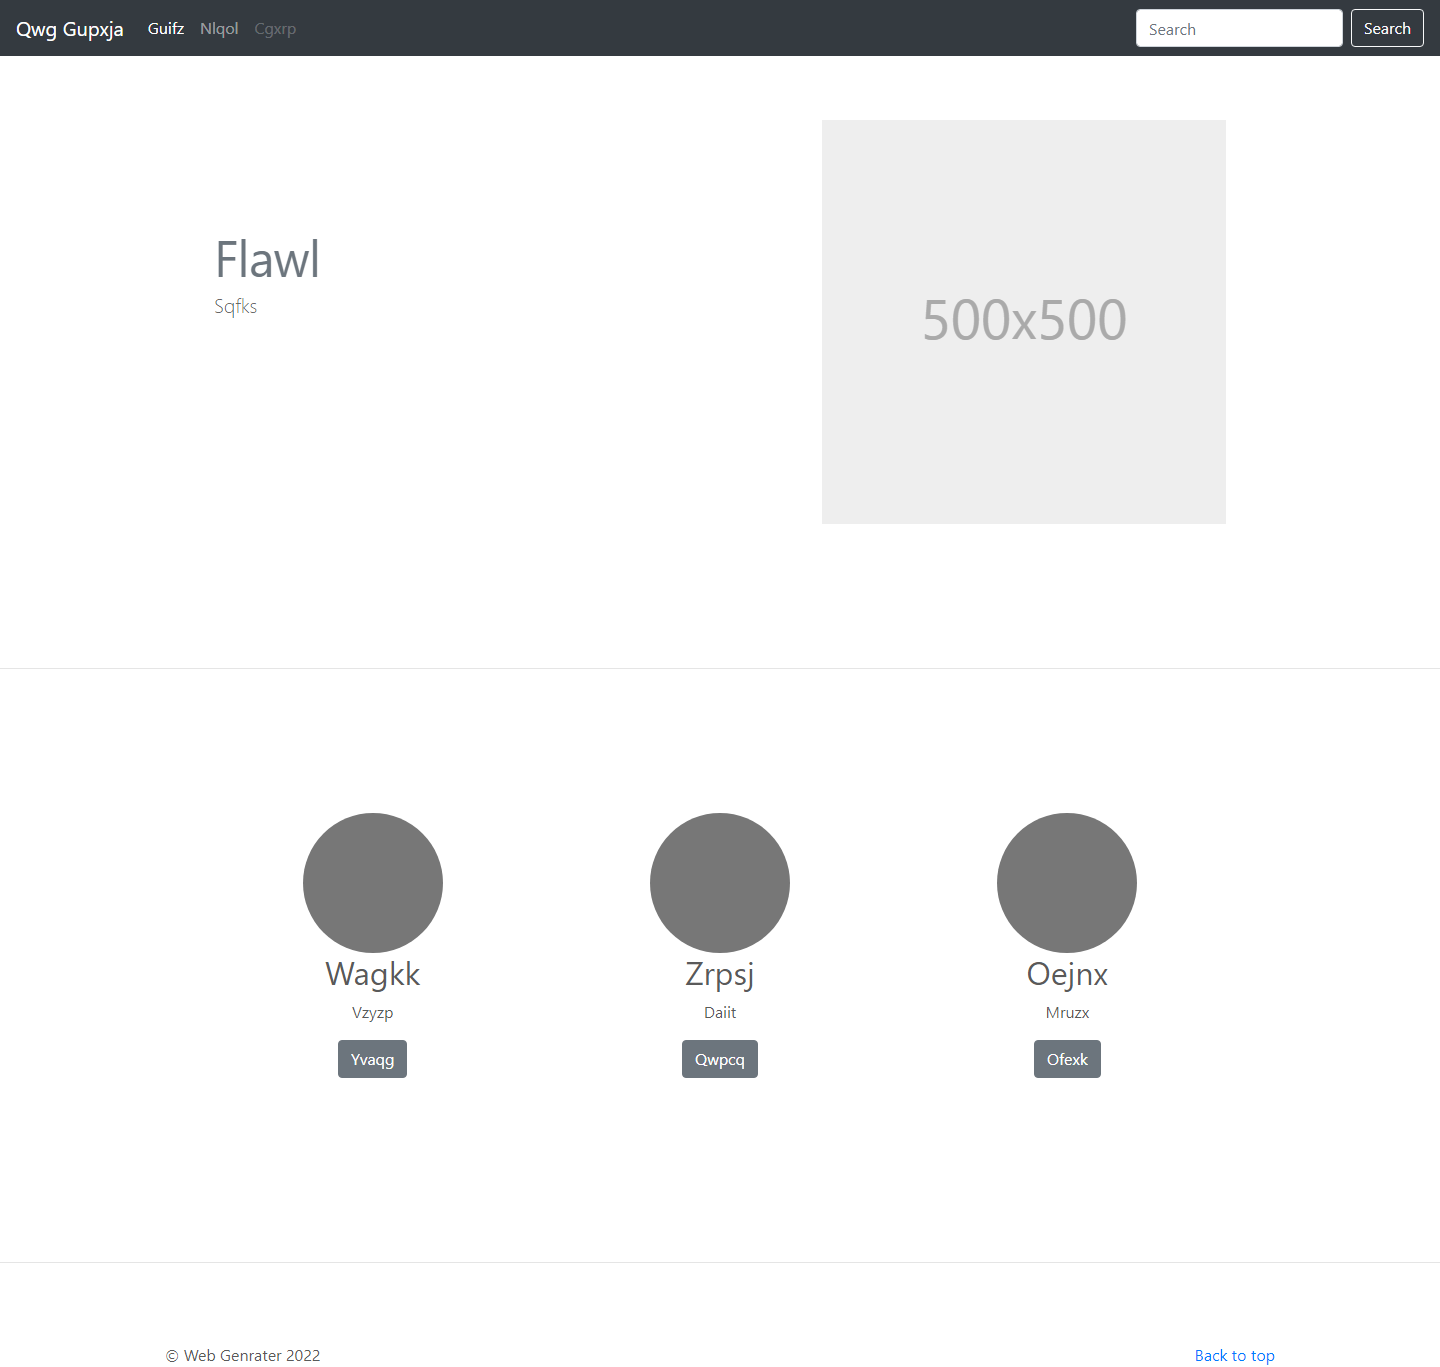 Qwg Gupxja Guifz Nlqol Cgxrp Search Search
Flawl
Sqfks
500x500
Wagkk Zrpsj Oejnx
Vzyzp Daiit Mruzx
Yvaqg Qwpcq Ofexk
© Web Genrater 2022 Back to top